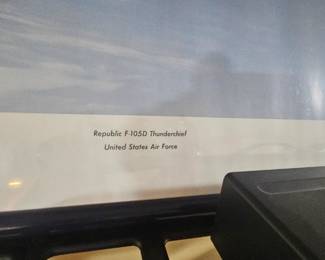 Republic F-105D Thunderchief
United States Air Force